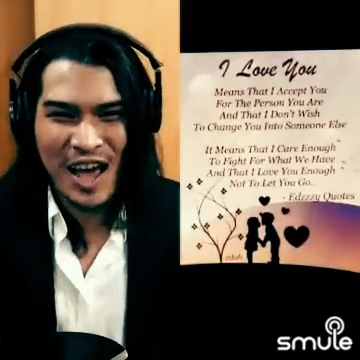 I Love You
Means That I Accept You
For The Person You Are
And That I Don't Wish
To Change You Into Someone Else
It Means That I Care Enough
To Fight For What We Have
And That I Love You Enough
Not To Let You Go..
~ Edzzzy Quotes
edah
smule